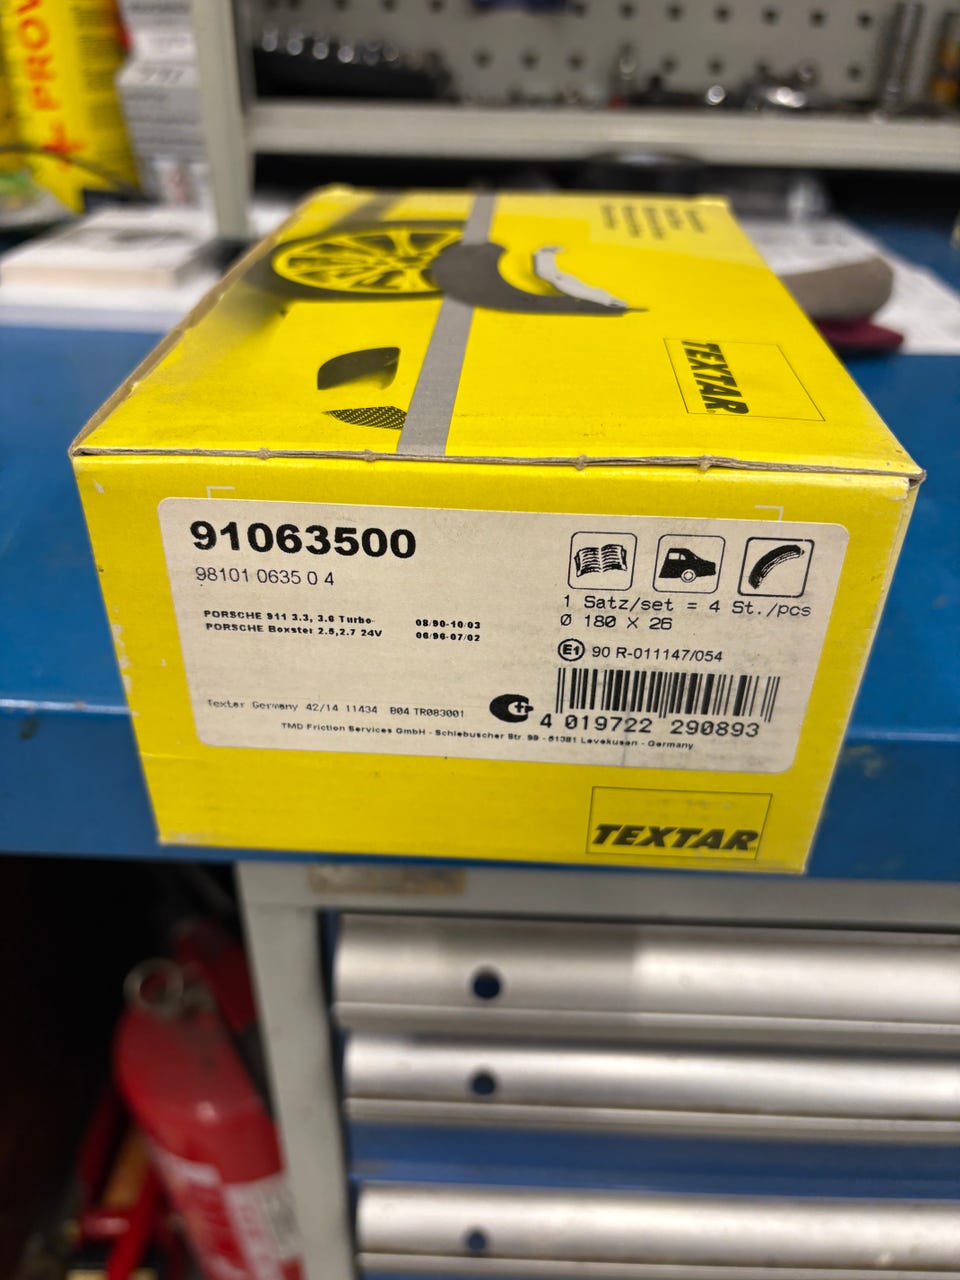 + PROV
TEXTAR
91063500
98101 0635 0 4
PORSCHE 911 3.3, 3.6 Turbo- 08/90-10/03
PORSCHE Boxster 2.5,2.7 24V 06/96-07/02
1 Satz/set = 4 St./pcs
Ø 180 X 26
E1 90 R-011147/054
Textar Germany 42/14 11434 B04 TR083001
4 019722 290893
TMD Friction Services GmbH - Schlebuscher Str. 99 - 51381 Leverkusen - Germany
TEXTAR